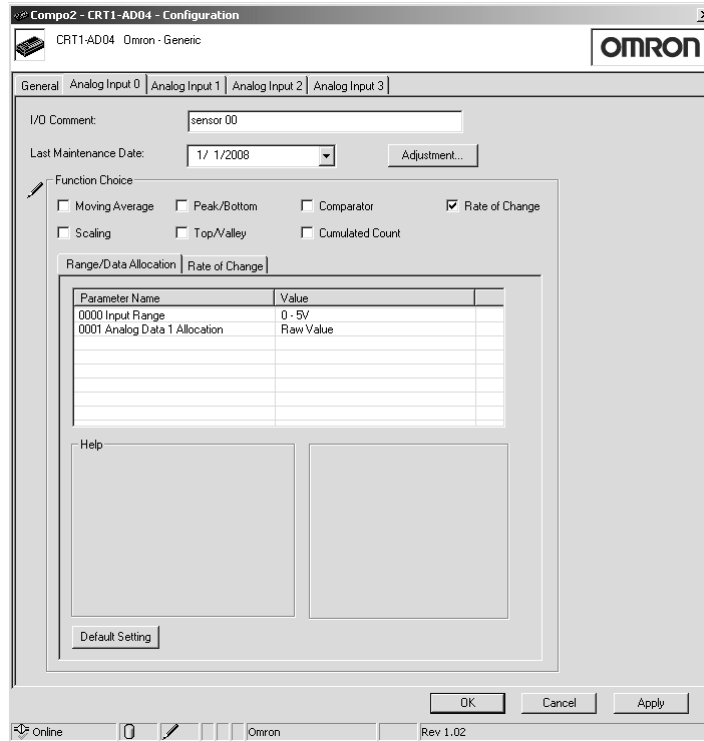 Compo2 - CRT1-AD04 - Configuration
CRT1-AD04 Omron - Generic
OMRON
General Analog Input 0 Analog Input 1 Analog Input 2 Analog Input 3
I/O Comment: sensor 00
Last Maintenance Date: 1/ 1/2008 Adjustment...
Function Choice
Moving Average Peak/Bottom Comparator Rate of Change
Scaling Top/Valley Cumulated Count
Range/Data Allocation Rate of Change
Parameter Name Value
0000 Input Range 0 - 5V
0001 Analog Data 1 Allocation Raw Value
Help
Default Setting
OK Cancel Apply
Online Omron Rev 1.02